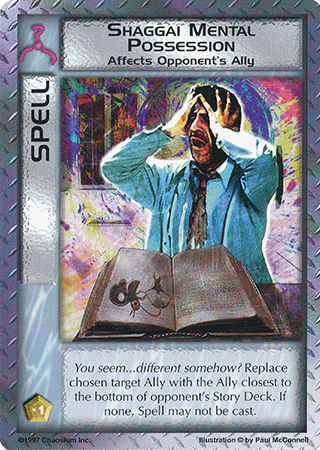 Shaggai Mental
Possession
Affects Opponent's Ally
SPELL
You seem...different somehow? Replace
chosen target Ally with the Ally closest to
the bottom of opponent's Story Deck. If
none, Spell may not be cast.
-1
©1997 Chaosium Inc.
Illustration © by Paul McConnell